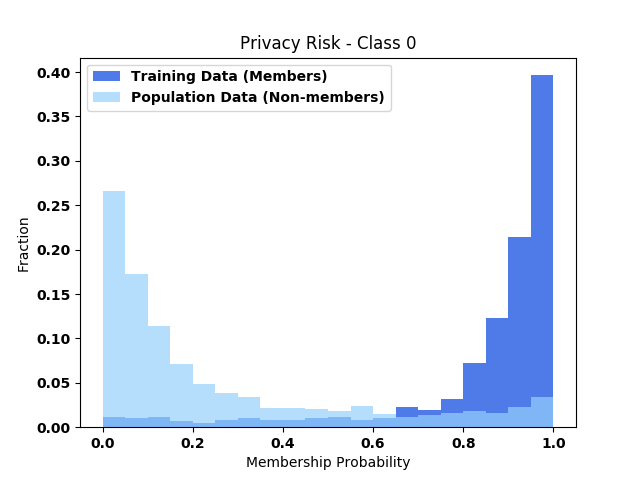 Privacy Risk - Class 0
Training Data (Members)
Population Data (Non-members)
Fraction
0.40
0.35
0.30
0.25
0.20
0.15
0.10
0.05
0.00
0.0 0.2 0.4 0.6 0.8 1.0
Membership Probability